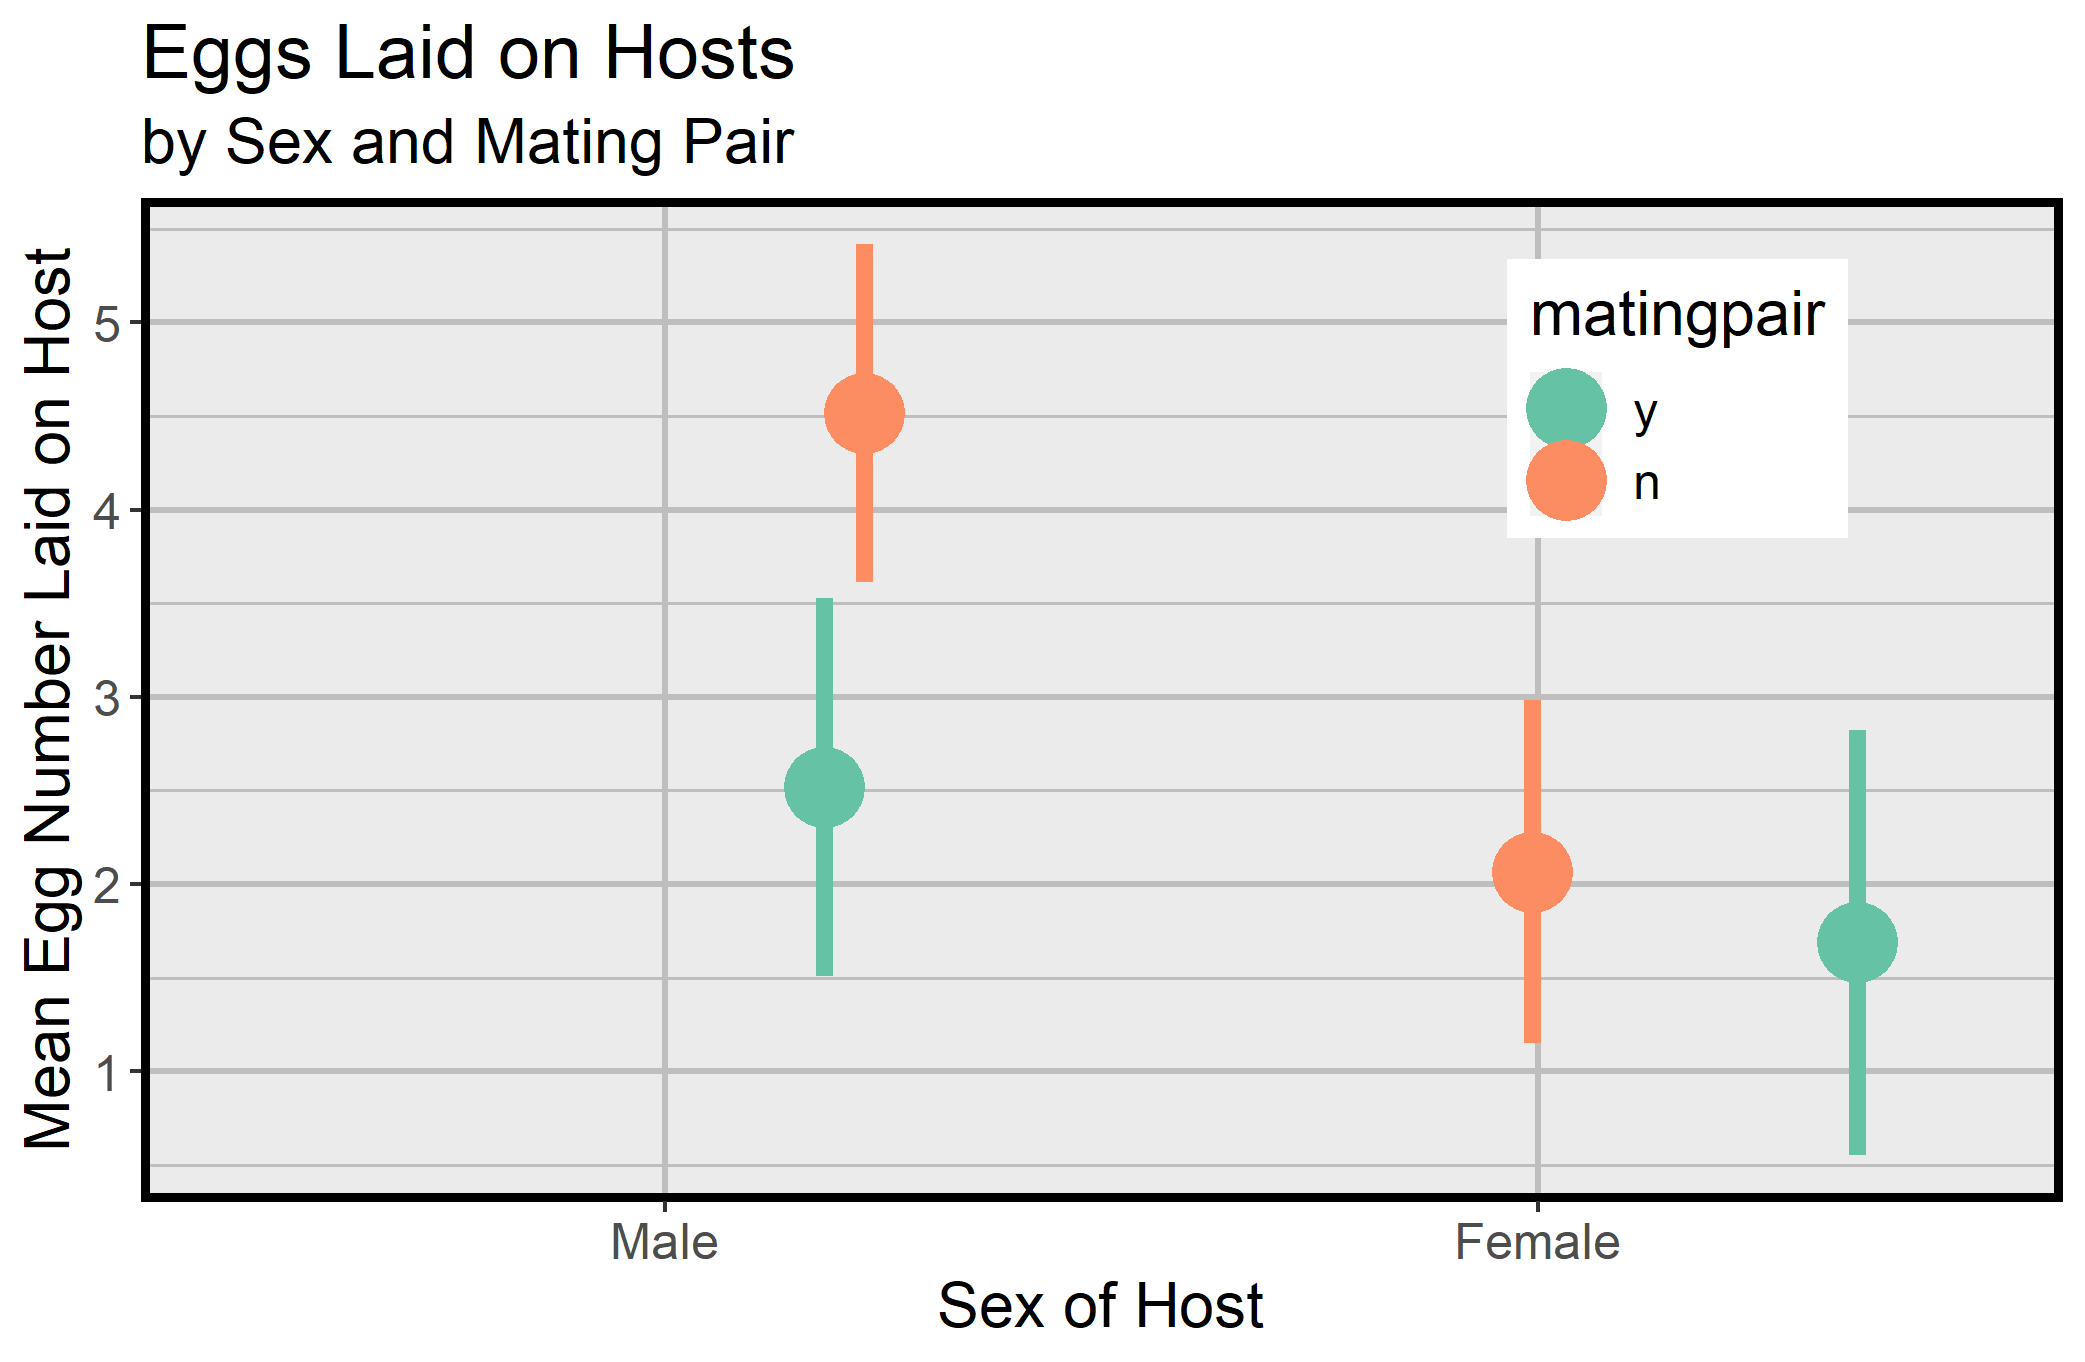 Eggs Laid on Hosts
by Sex and Mating Pair
Mean Egg Number Laid on Host
5
4
3
2
1
matingpair
y
n
Male
Female
Sex of Host